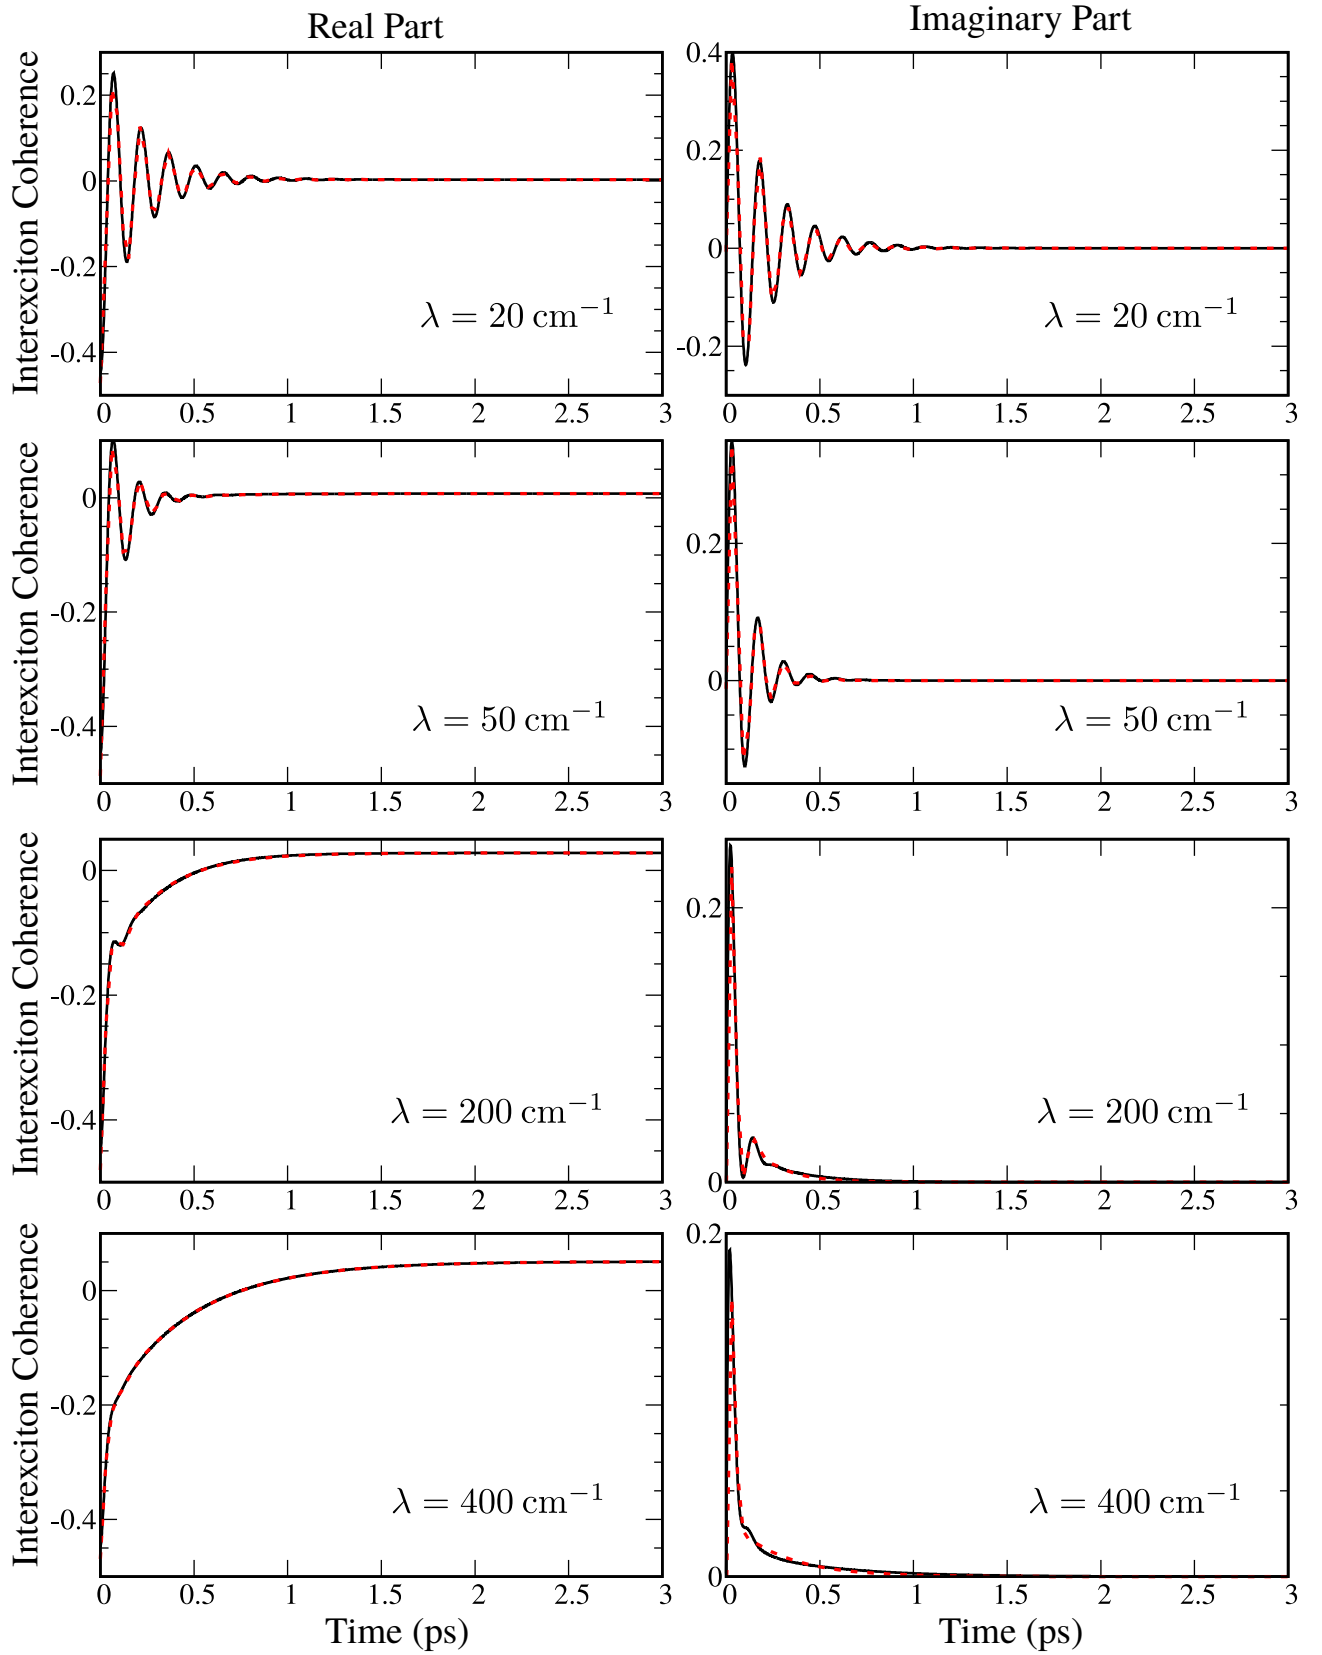 Real Part
Imaginary Part
Interexciton Coherence
0.2
0
-0.2
-0.4
λ = 20 cm⁻¹
0 0.5 1 1.5 2 2.5 3
0.4
0.2
0
-0.2
λ = 20 cm⁻¹
0 0.5 1 1.5 2 2.5 3
Interexciton Coherence
0
-0.2
-0.4
λ = 50 cm⁻¹
0 0.5 1 1.5 2 2.5 3
0.2
0
λ = 50 cm⁻¹
0 0.5 1 1.5 2 2.5 3
Interexciton Coherence
0
-0.2
-0.4
λ = 200 cm⁻¹
0 0.5 1 1.5 2 2.5 3
0.2
0
λ = 200 cm⁻¹
0 0.5 1 1.5 2 2.5 3
Interexciton Coherence
0
-0.2
-0.4
λ = 400 cm⁻¹
0 0.5 1 1.5 2 2.5 3
Time (ps)
0.2
0
λ = 400 cm⁻¹
0 0.5 1 1.5 2 2.5 3
Time (ps)